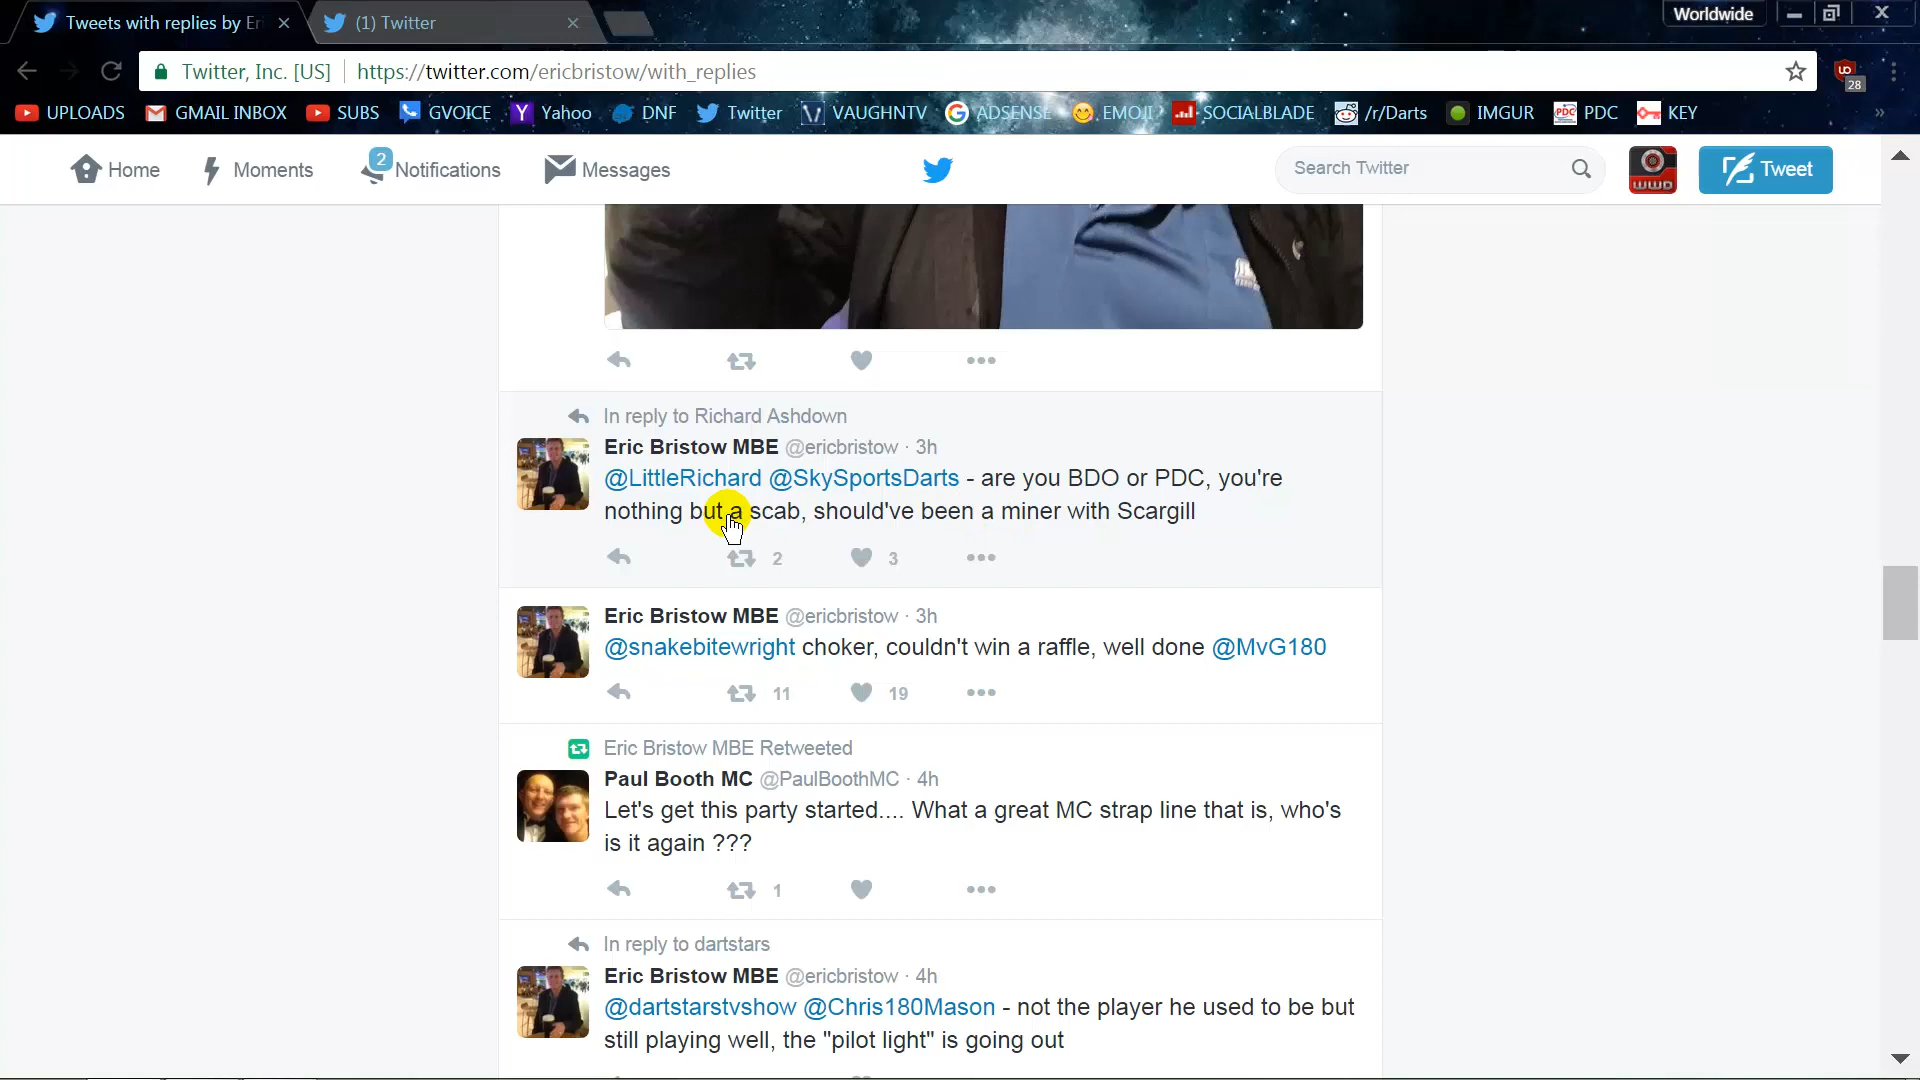 Tweets with replies by Eri
(1) Twitter
Worldwide
Twitter, Inc. [US]
https://twitter.com/ericbristow/with_replies
28
UPLOADS
GMAIL INBOX
SUBS
GVOICE
Yahoo
DNF
Twitter
VAUGHNTV
ADSENSE
EMOJI
SOCIALBLADE
/r/Darts
IMGUR
PDC
PDC
KEY
Home
Moments
2
Notifications
Messages
Search Twitter
WWD
Tweet
In reply to Richard Ashdown
Eric Bristow MBE @ericbristow · 3h
@LittleRichard @SkySportsDarts - are you BDO or PDC, you're
nothing but a scab, should've been a miner with Scargill
2
3
Eric Bristow MBE @ericbristow · 3h
@snakebitewright choker, couldn't win a raffle, well done @MvG180
11
19
Eric Bristow MBE Retweeted
Paul Booth MC @PaulBoothMC · 4h
Let's get this party started.... What a great MC strap line that is, who's
is it again ???
1
In reply to dartstars
Eric Bristow MBE @ericbristow · 4h
@dartstarstvshow @Chris180Mason - not the player he used to be but
still playing well, the "pilot light" is going out